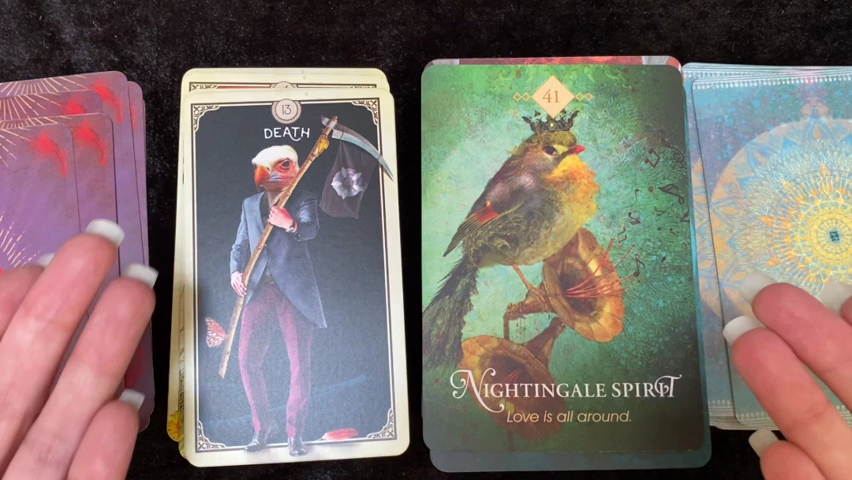 13
DEATH
41
NIGHTINGALE SPIRIT
Love is all around.